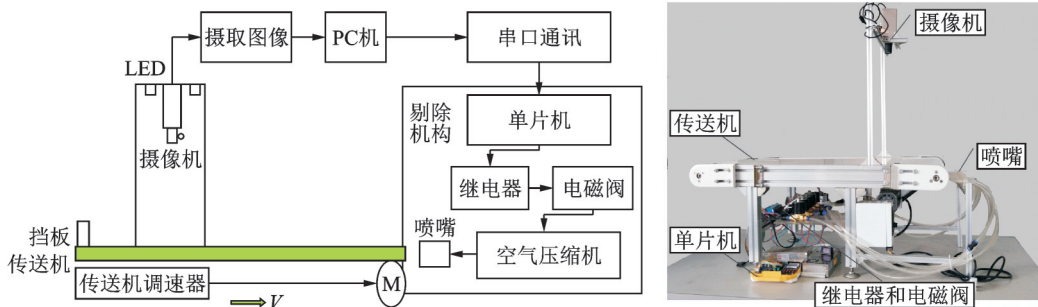 摄取图像
PC机
串口通讯
LED
摄像机
剔除
机构
单片机
继电器
电磁阀
喷嘴
空气压缩机
挡板
传送机
传送机调速器
M
V
摄像机
传送机
喷嘴
单片机
继电器和电磁阀